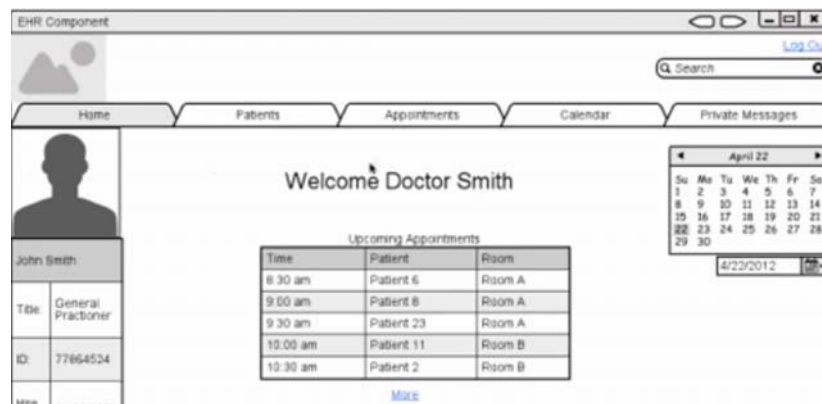 EHR Component
Log Ou
Search
Home Patients Appointments Calendar Private Messages
Welcome Doctor Smith
April 22
Su Mo Tu We Th Fr Sa
1 2 3 4 5 6 7
8 9 10 11 12 13 14
15 16 17 18 19 20 21
22 23 24 25 26 27 28
29 30
4/22/2012
Upcoming Appointments
Time Patient Room
8:30 am Patient 6 Room A
9:00 am Patient 8 Room A
9:30 am Patient 23 Room A
10:00 am Patient 11 Room B
10:30 am Patient 2 Room B
More
John Smith
Title: General Practioner
ID: 77864524